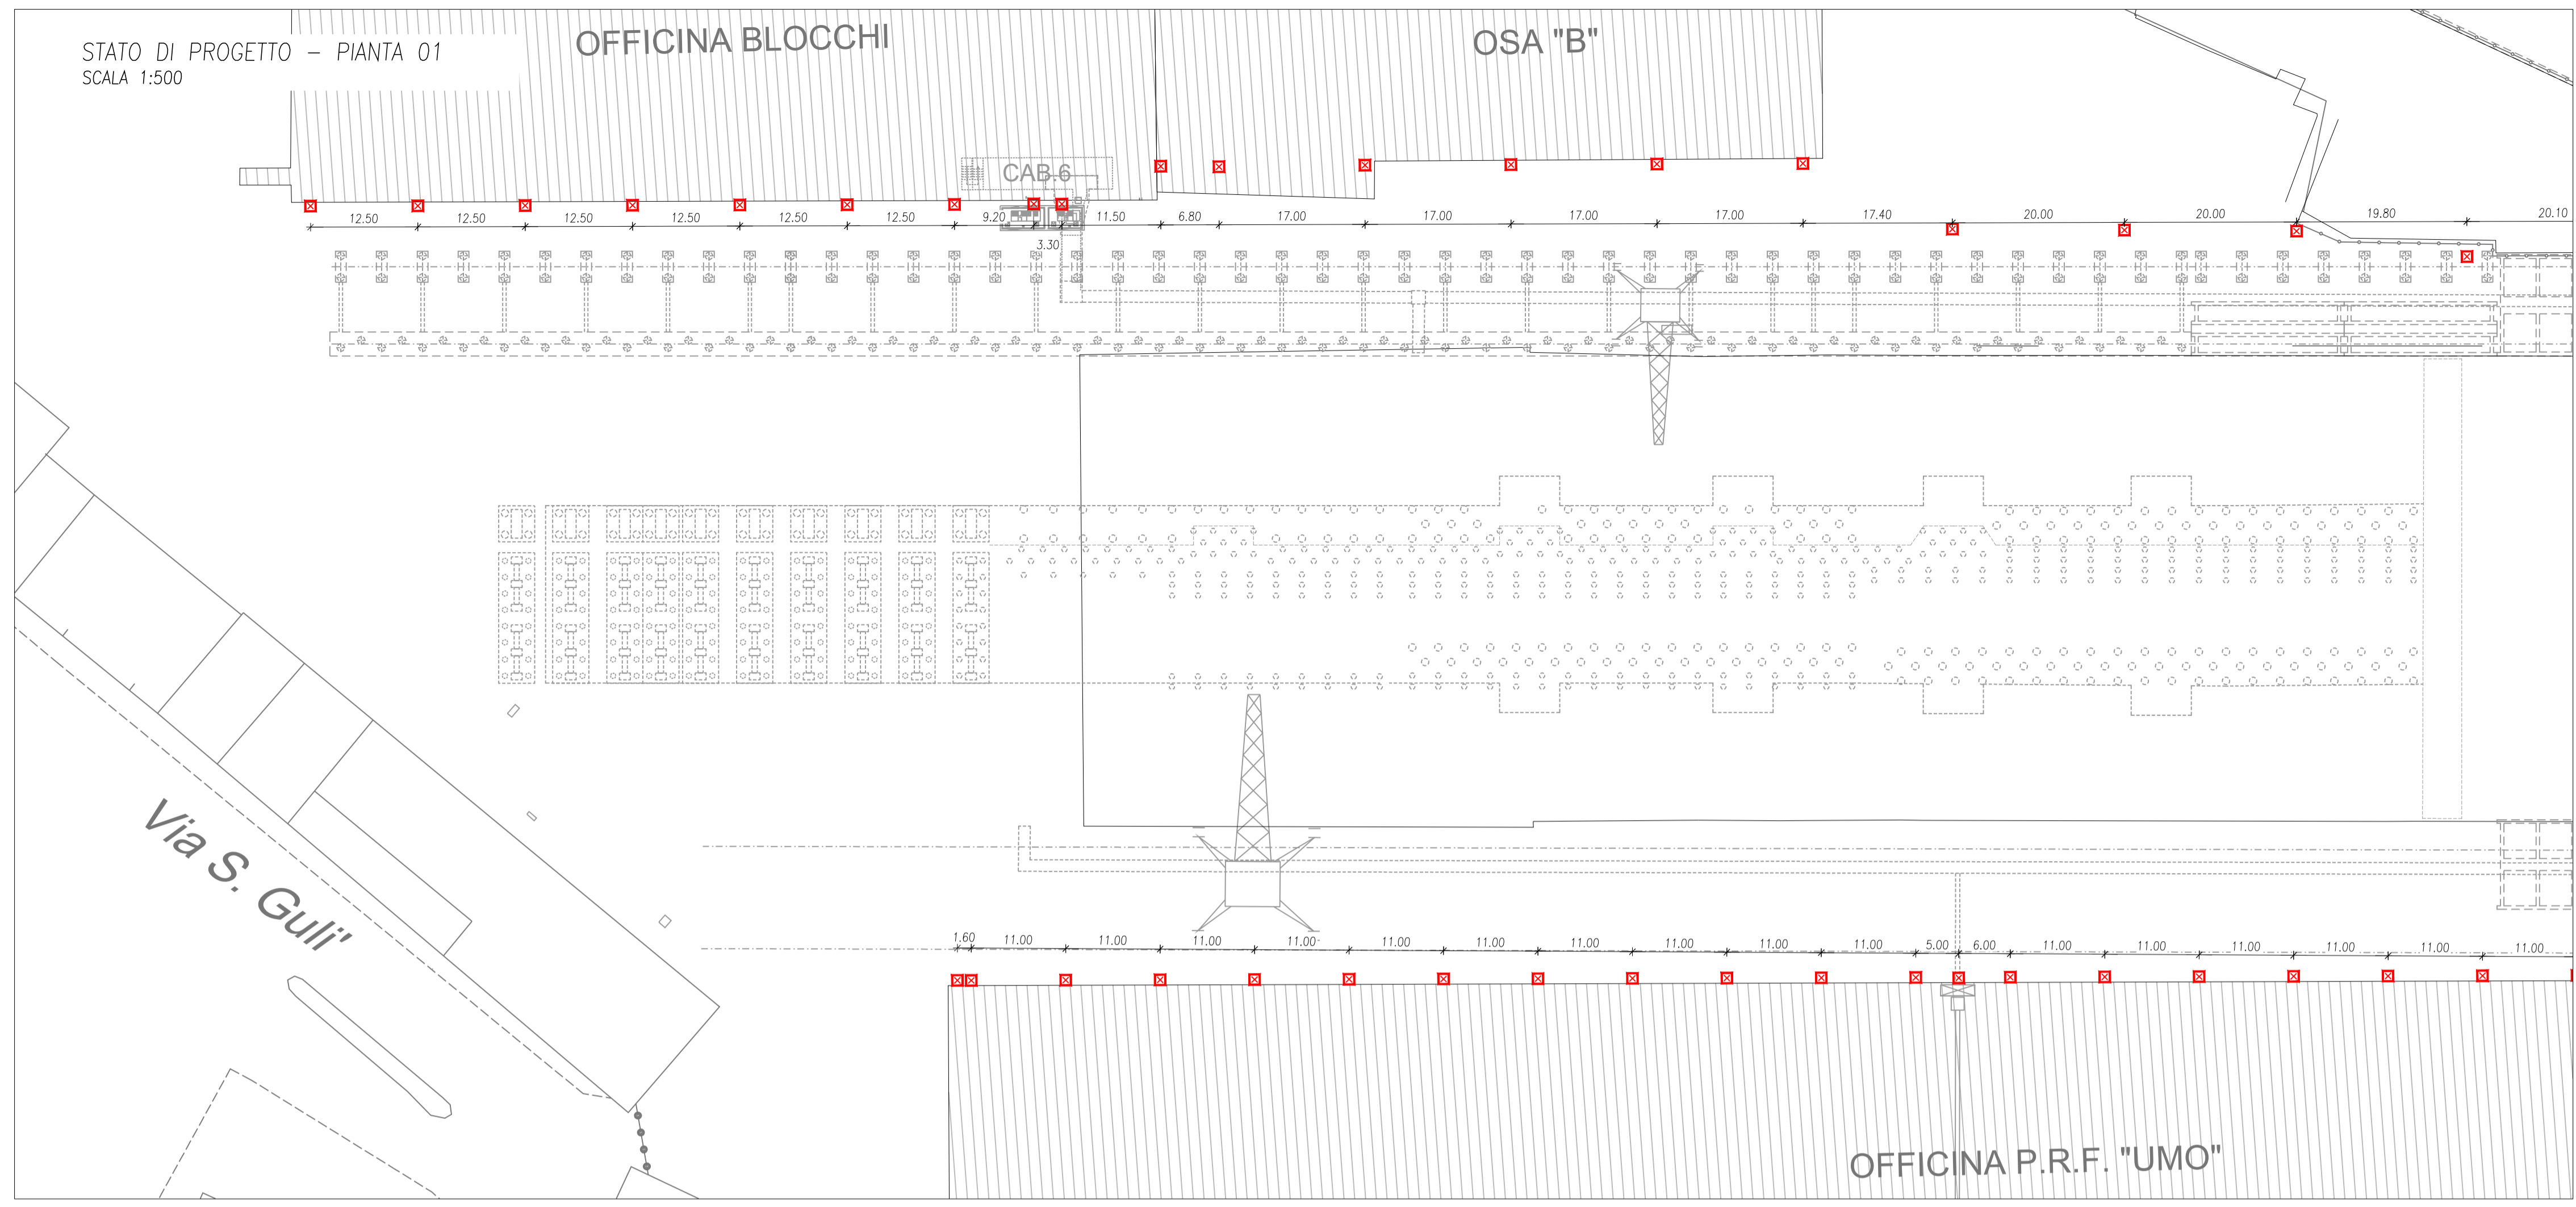 STATO DI PROGETTO - PIANTA 01
SCALA 1:500
OFFICINA BLOCCHI
OSA "B"
CAB.6
12.50 12.50 12.50 12.50 12.50 12.50 9.20 11.50 6.80 17.00 17.00 17.00 17.00 17.40 20.00 20.00 19.80 20.10
3.30
Via S. Guli'
1.60 11.00 11.00 11.00 11.00 11.00 11.00 11.00 11.00 11.00 11.00 5.00 6.00 11.00 11.00 11.00 11.00 11.00 11.00
OFFICINA P.R.F. "UMO"